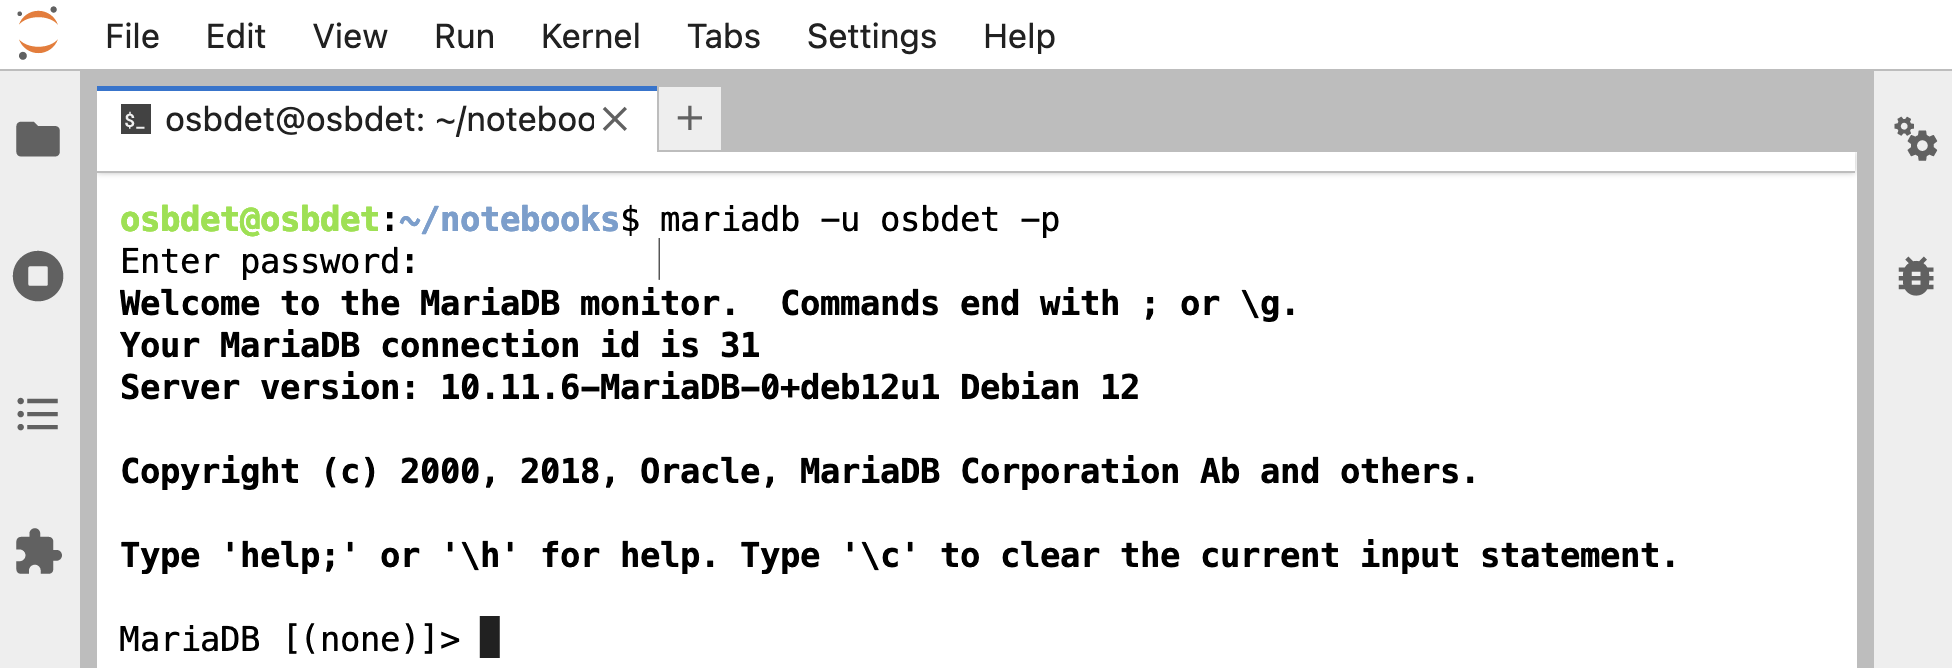 File Edit View Run Kernel Tabs Settings Help
$_ osbdet@osbdet: ~/noteboo
osbdet@osbdet:~/notebooks$ mariadb -u osbdet -p
Enter password:
Welcome to the MariaDB monitor.  Commands end with ; or \g.
Your MariaDB connection id is 31
Server version: 10.11.6-MariaDB-0+deb12u1 Debian 12
Copyright (c) 2000, 2018, Oracle, MariaDB Corporation Ab and others.
Type 'help;' or '\h' for help. Type '\c' to clear the current input statement.
MariaDB [(none)]>